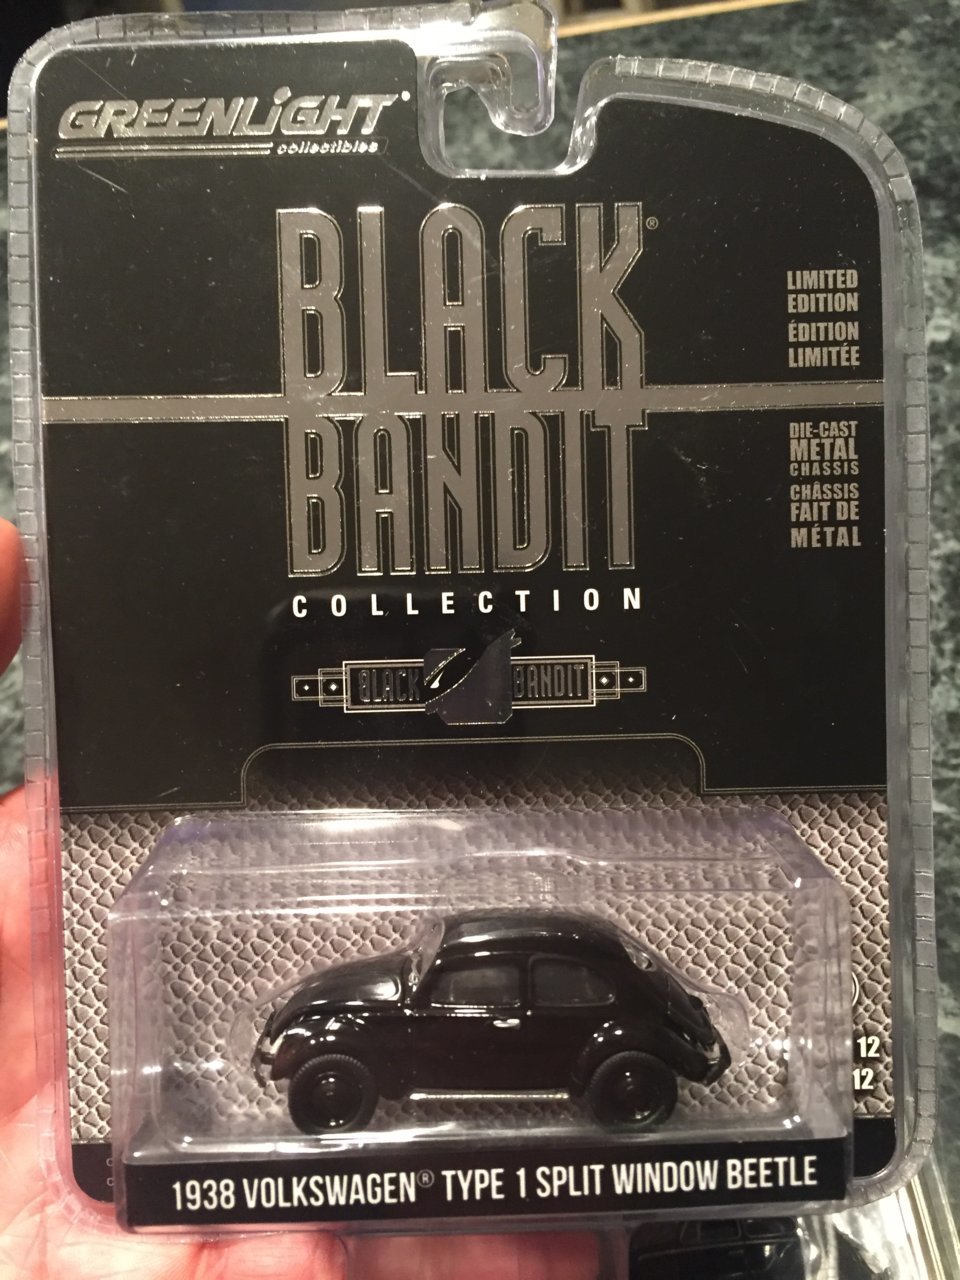 GREENLiGHT®
collectibles
BLACK®
BANDIT
COLLECTION
LIMITED
EDITION
ÉDITION
LIMITÉE
DIE-CAST
METAL
CHASSIS
CHÂSSIS
FAIT DE
MÉTAL
BLACK BANDIT
12
12
1938 VOLKSWAGEN® TYPE 1 SPLIT WINDOW BEETLE